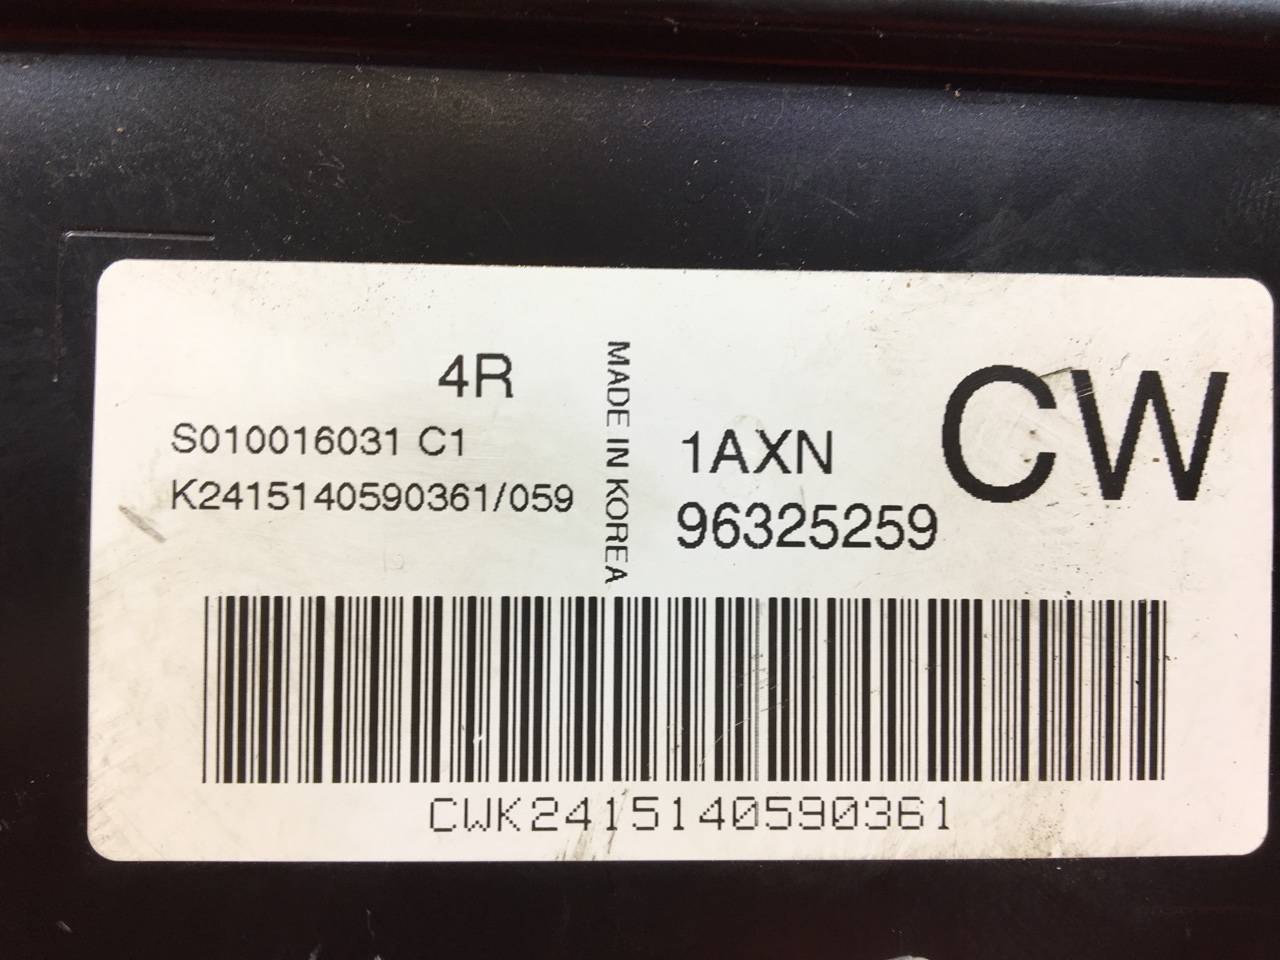 4R
S010016031 C1
K2415140590361/059
MADE IN KOREA
1AXN
96325259
CW
CWK2415140590361